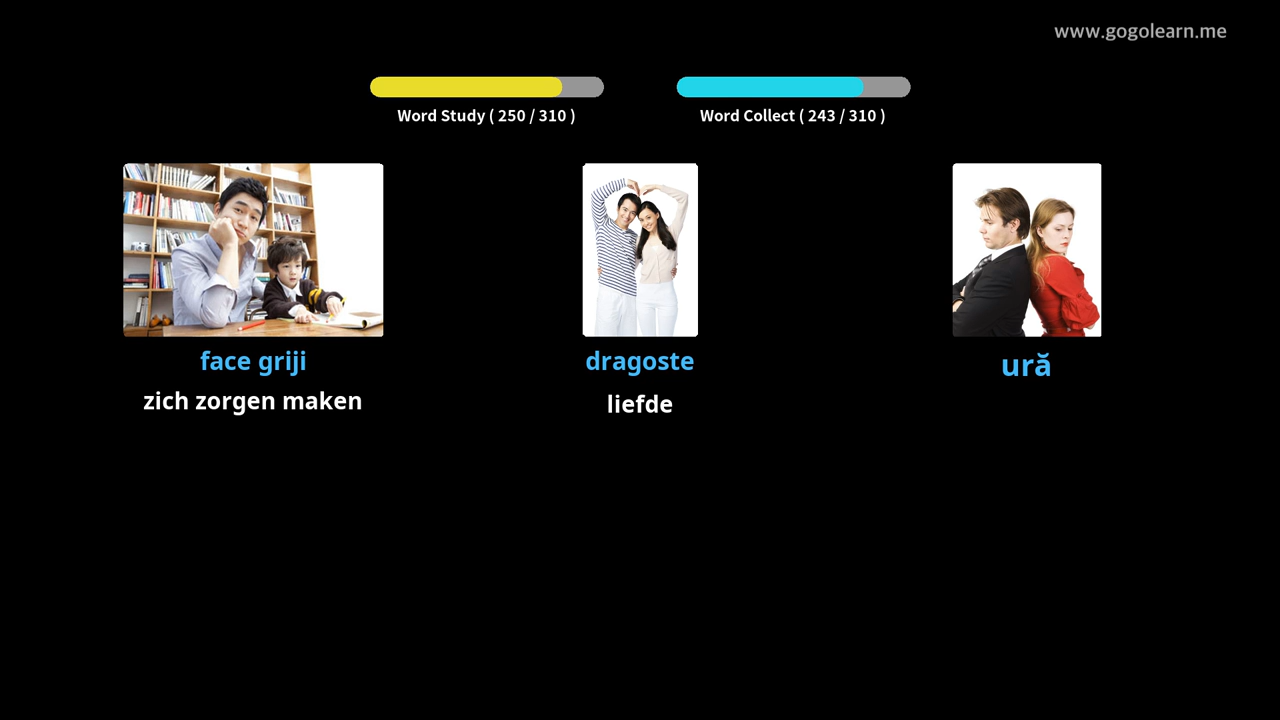 www.gogolearn.me
Word Study ( 250 / 310 )
Word Collect ( 243 / 310 )
face griji
zich zorgen maken
dragoste
liefde
ură